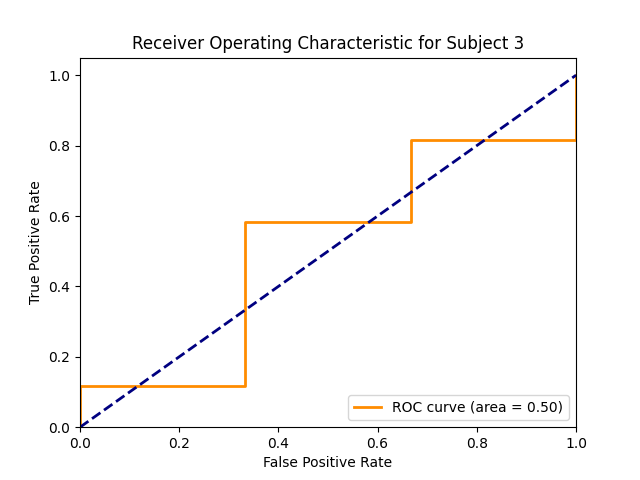 Receiver Operating Characteristic for Subject 3
1.0
0.8
0.6
0.4
0.2
0.0
True Positive Rate
ROC curve (area = 0.50)
0.0 0.2 0.4 0.6 0.8 1.0
False Positive Rate